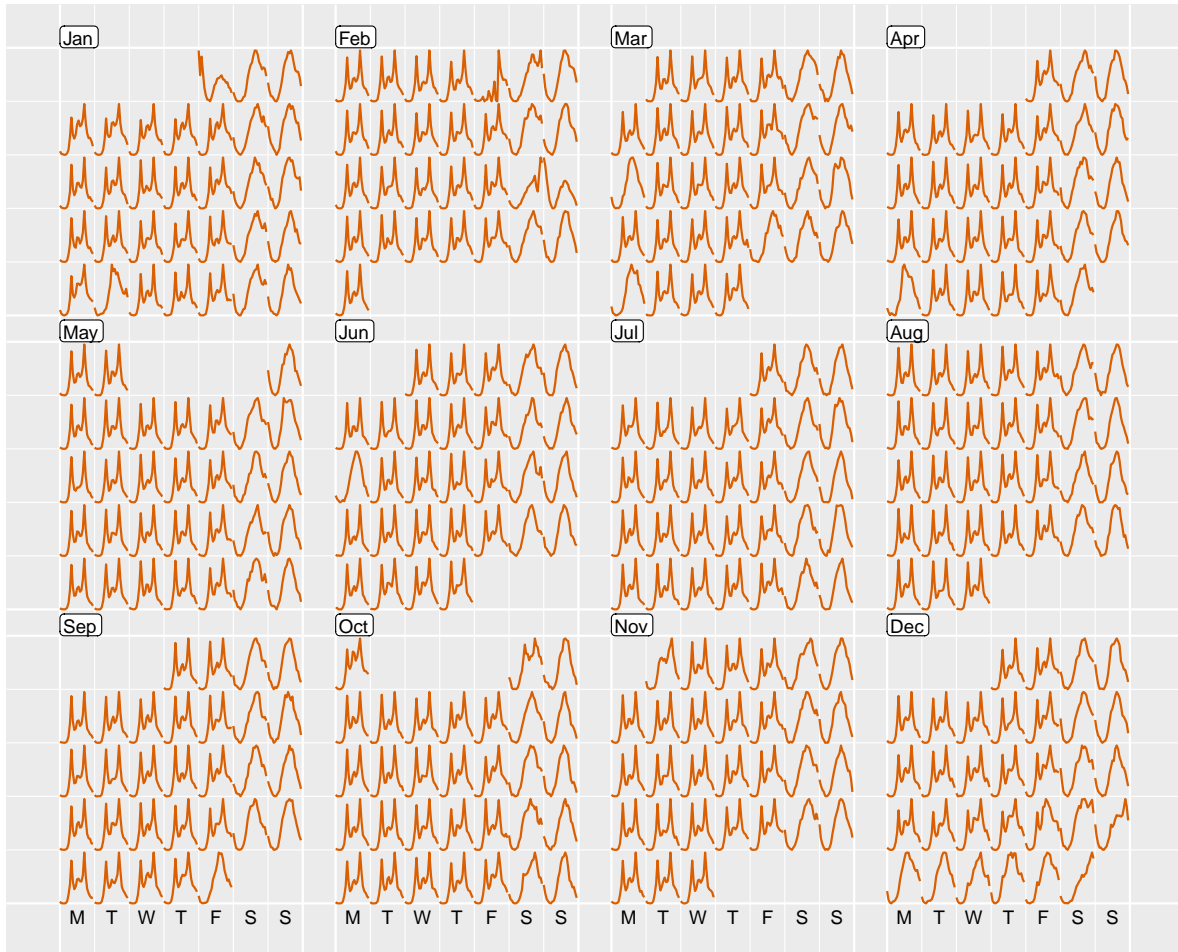 Jan Feb Mar Apr
May Jun Jul Aug
Sep Oct Nov Dec
M T W T F S S M T W T F S S M T W T F S S M T W T F S S